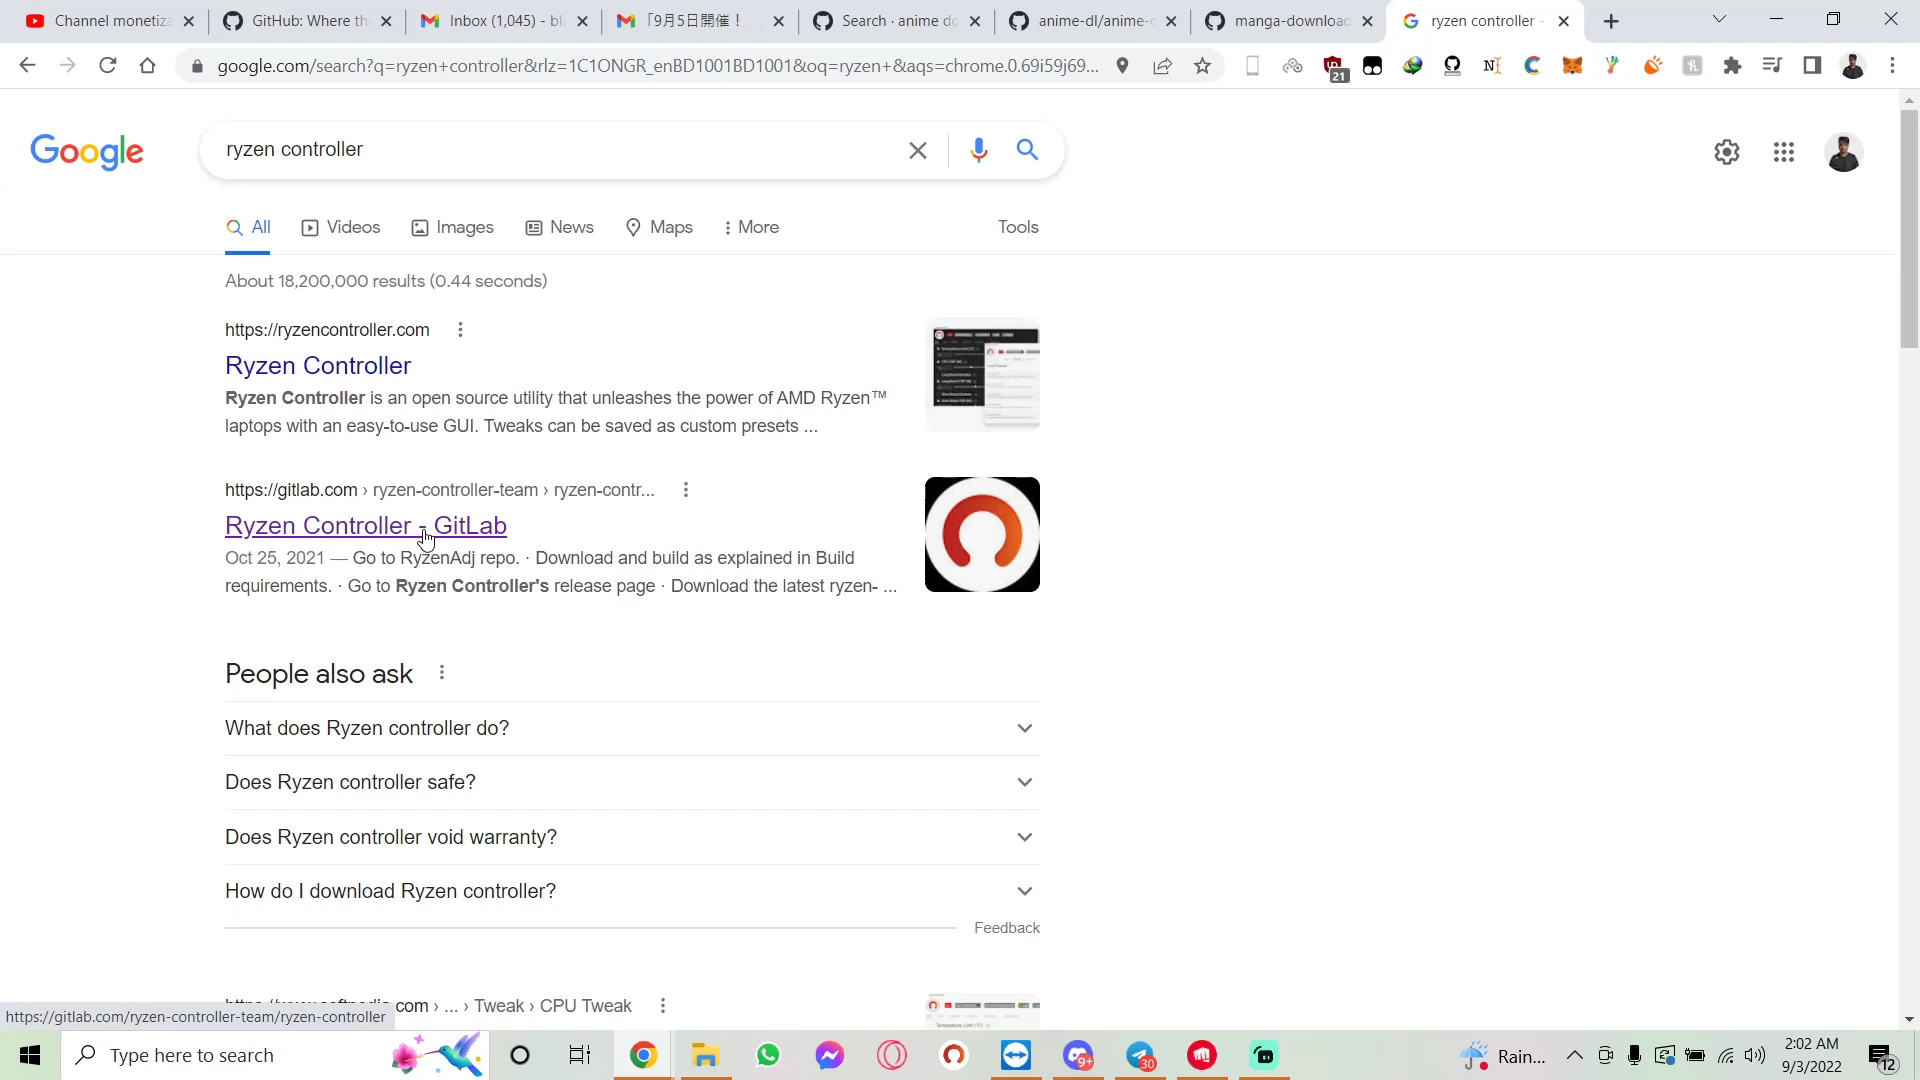 Channel monetiza
GitHub: Where th
Inbox (1,045) - bl
「9月5日開催！
Search · anime do
anime-dl/anime-
manga-download
ryzen controller -
google.com/search?q=ryzen+controller&rlz=1C1ONGR_enBD1001BD1001&oq=ryzen+&aqs=chrome.0.69i59j69...
21
Google
ryzen controller
All
Videos
Images
News
Maps
More
Tools
About 18,200,000 results (0.44 seconds)
https://ryzencontroller.com
Ryzen Controller
Ryzen Controller is an open source utility that unleashes the power of AMD Ryzen™
laptops with an easy-to-use GUI. Tweaks can be saved as custom presets ...
https://gitlab.com › ryzen-controller-team › ryzen-contr...
Ryzen Controller - GitLab
Oct 25, 2021 — Go to RyzenAdj repo. · Download and build as explained in Build
requirements. · Go to Ryzen Controller's release page · Download the latest ryzen- ...
People also ask
What does Ryzen controller do?
Does Ryzen controller safe?
Does Ryzen controller void warranty?
How do I download Ryzen controller?
Feedback
com › ... › Tweak › CPU Tweak
https://gitlab.com/ryzen-controller-team/ryzen-controller
Type here to search
9+
30
Rain...
2:02 AM
9/3/2022
12